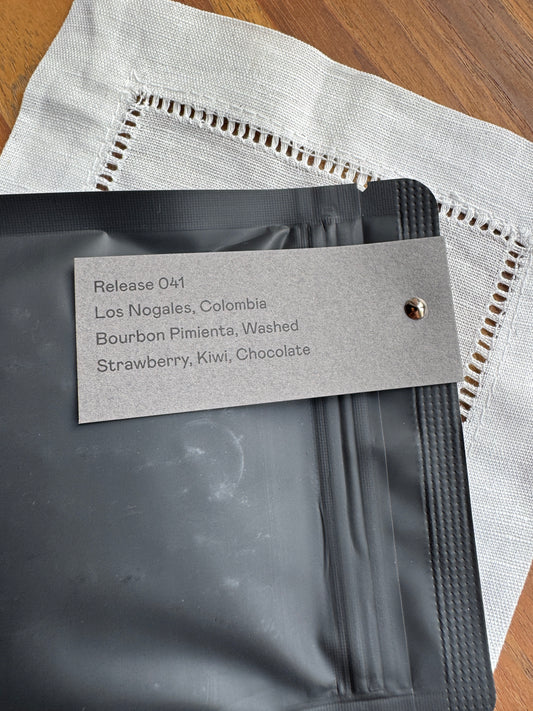 Release 041
Los Nogales, Colombia
Bourbon Pimienta, Washed
Strawberry, Kiwi, Chocolate